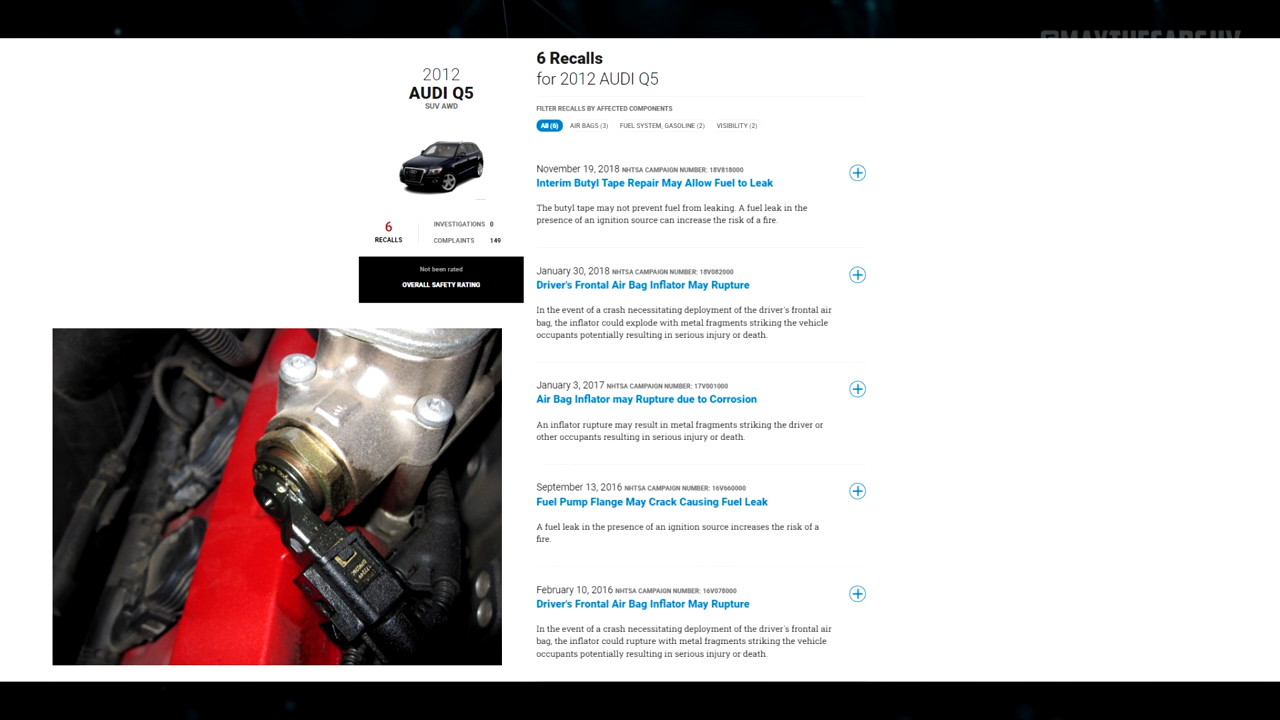 @MAXTHECARGUY
2012
AUDI Q5
SUV AWD
6
RECALLS
INVESTIGATIONS 0
COMPLAINTS 149
Not been rated
OVERALL SAFETY RATING
6 Recalls
for 2012 AUDI Q5
FILTER RECALLS BY AFFECTED COMPONENTS
All (6) AIR BAGS (3) FUEL SYSTEM, GASOLINE (2) VISIBILITY (2)
November 19, 2018 NHTSA CAMPAIGN NUMBER: 18V818000
Interim Butyl Tape Repair May Allow Fuel to Leak
The butyl tape may not prevent fuel from leaking. A fuel leak in the
presence of an ignition source can increase the risk of a fire.
January 30, 2018 NHTSA CAMPAIGN NUMBER: 18V082000
Driver's Frontal Air Bag Inflator May Rupture
In the event of a crash necessitating deployment of the driver's frontal air
bag, the inflator could explode with metal fragments striking the vehicle
occupants potentially resulting in serious injury or death.
January 3, 2017 NHTSA CAMPAIGN NUMBER: 17V001000
Air Bag Inflator may Rupture due to Corrosion
An inflator rupture may result in metal fragments striking the driver or
other occupants resulting in serious injury or death.
September 13, 2016 NHTSA CAMPAIGN NUMBER: 16V660000
Fuel Pump Flange May Crack Causing Fuel Leak
A fuel leak in the presence of an ignition source increases the risk of a
fire.
February 10, 2016 NHTSA CAMPAIGN NUMBER: 16V078000
Driver's Frontal Air Bag Inflator May Rupture
In the event of a crash necessitating deployment of the driver's frontal air
bag, the inflator could rupture with metal fragments striking the vehicle
occupants potentially resulting in serious injury or death.